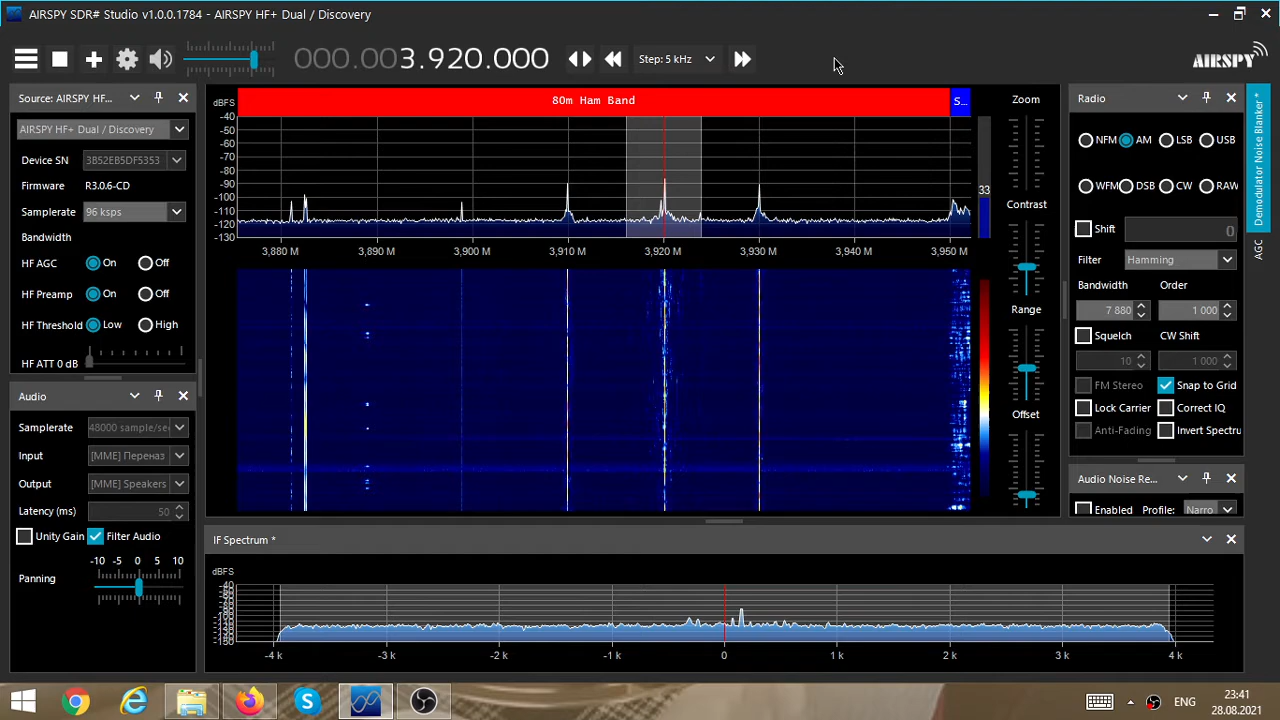 AIRSPY SDR# Studio v1.0.0.1784 - AIRSPY HF+ Dual / Discovery
000.003.920.000
Step: 5 kHz
AIRSPY
Source: AIRSPY HF...
AIRSPY HF+ Dual / Discovery
Device SN 3B52EB5DF5353
Firmware R3.0.6-CD
Samplerate 96 ksps
Bandwidth
HF AGC On Off
HF Preamp On Off
HF Threshold Low High
HF ATT 0 dB
Audio
Samplerate 48000 sample/sec
Input [MME] Переназ
Output [MME] Speakers
Latency (ms) 50
Unity Gain Filter Audio
-10 -5 0 5 10
Panning
dBFS
80m Ham Band
S...
-40
-50
-60
-70
-80
-90
-100
-110
-120
-130
33
3,880 M 3,890 M 3,900 M 3,910 M 3,920 M 3,930 M 3,940 M 3,950 M
Zoom
Contrast
Range
Offset
IF Spectrum *
dBFS
-40
-4 k -3 k -2 k -1 k 0 1 k 2 k 3 k 4 k
Radio
NFM AM LSB USB
WFM DSB CW RAW
Shift 0
Filter Hamming
Bandwidth Order
7 880 1 000
Squelch CW Shift
10 1 000
FM Stereo Snap to Grid
Lock Carrier Correct IQ
Anti-Fading Invert Spectru
Audio Noise Re...
Enabled Profile: Narro
Demodulator Noise Blanker *
AGC
ENG
23:41
28.08.2021